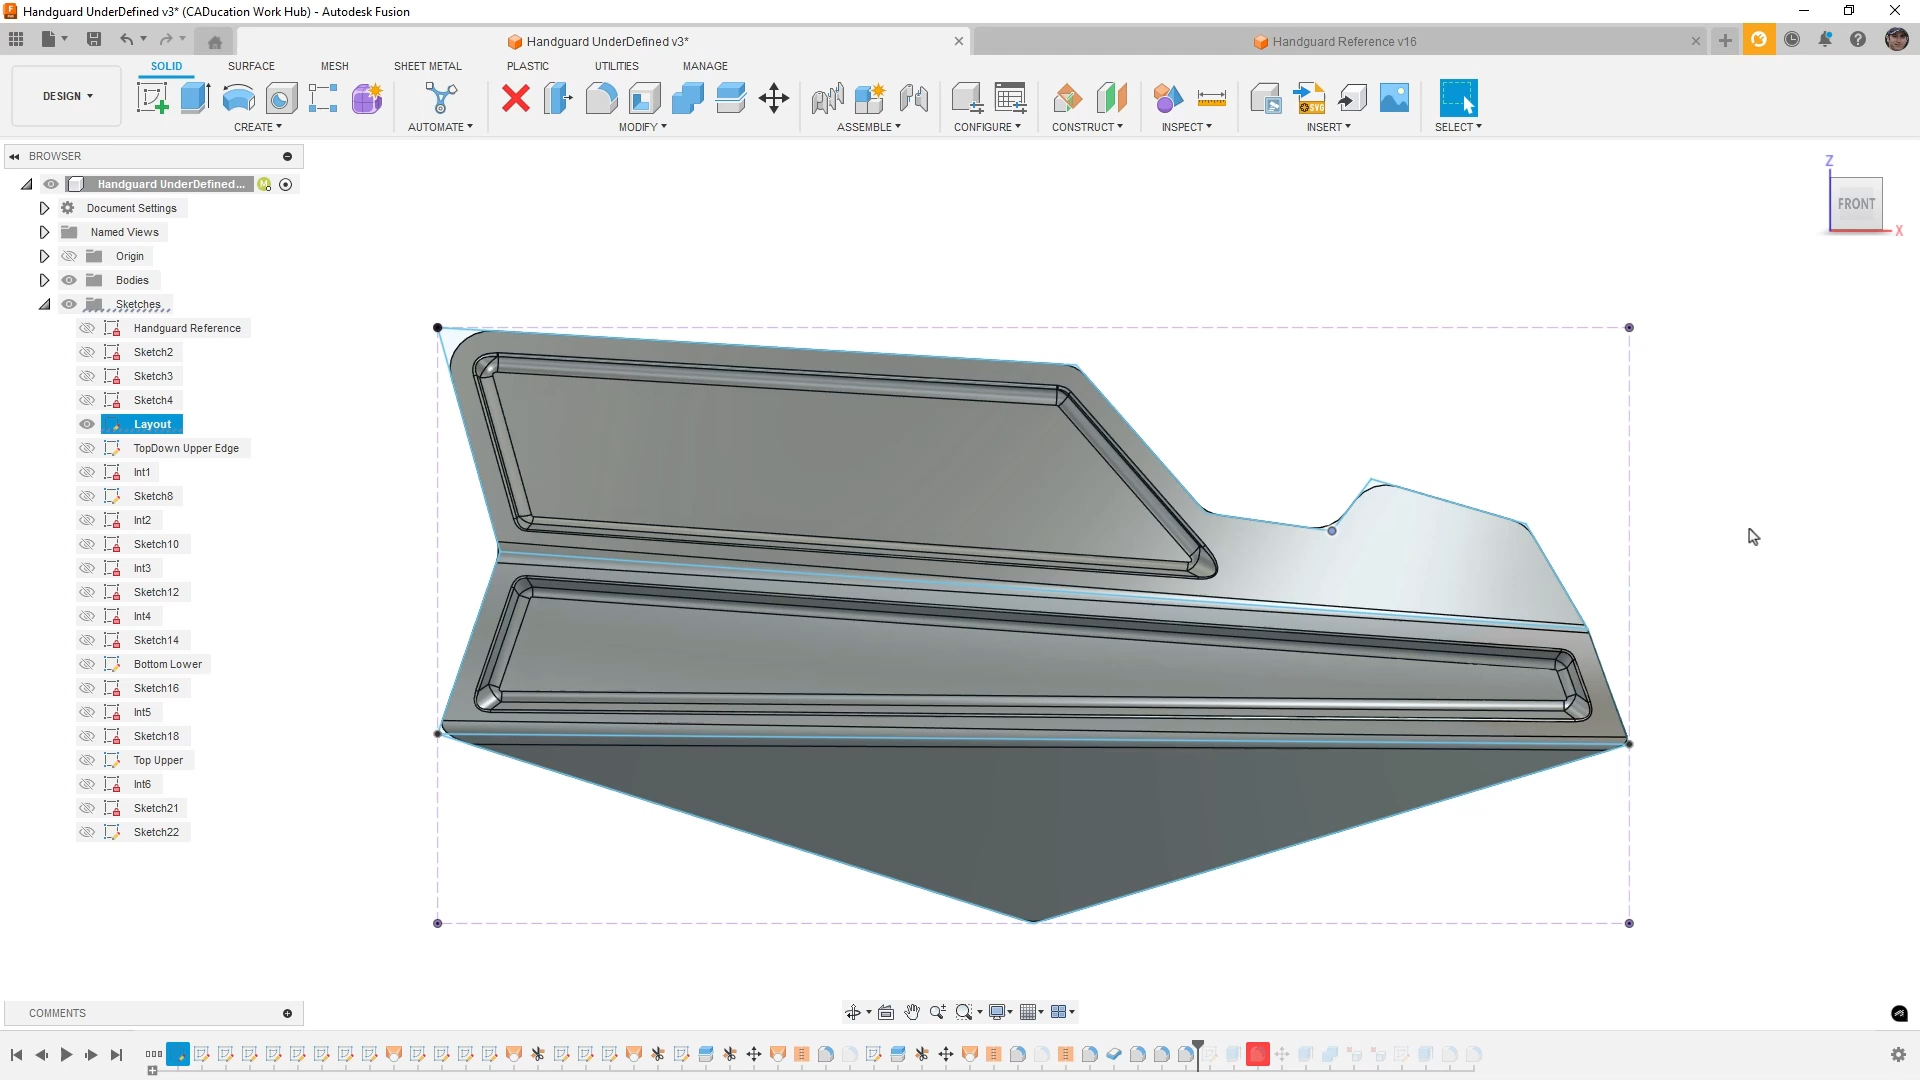 Handguard UnderDefined v3* (CADucation Work Hub) - Autodesk Fusion
Handguard UnderDefined v3*
Handguard Reference v16
SOLID SURFACE MESH SHEET METAL PLASTIC UTILITIES MANAGE
DESIGN
CREATE AUTOMATE MODIFY ASSEMBLE CONFIGURE CONSTRUCT INSPECT INSERT SELECT
SVG
BROWSER
Handguard UnderDefined... M
Document Settings
Named Views
Origin
Bodies
Sketches
Handguard Reference
Sketch2
Sketch3
Sketch4
Layout
TopDown Upper Edge
Int1
Sketch8
Int2
Sketch10
Int3
Sketch12
Int4
Sketch14
Bottom Lower
Sketch16
Int5
Sketch18
Top Upper
Int6
Sketch21
Sketch22
Z
FRONT
X
COMMENTS